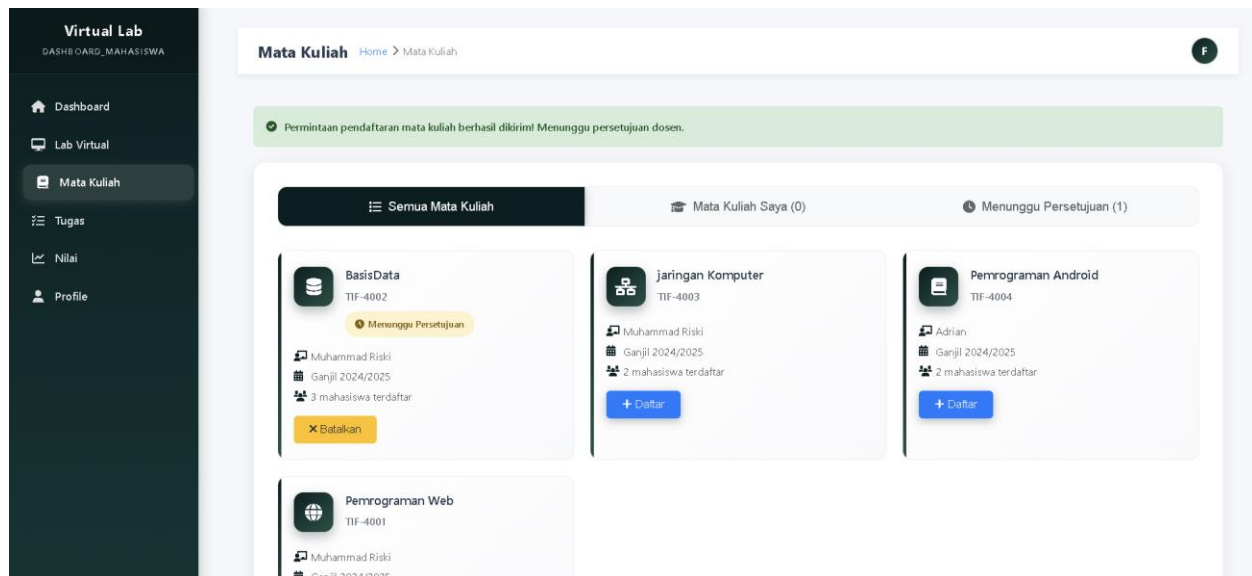 Virtual Lab
DASHBOARD_MAHASISWA
Dashboard
Lab Virtual
Mata Kuliah
Tugas
Nilai
Profile
Mata Kuliah Home > Mata Kuliah
F
Permintaan pendaftaran mata kuliah berhasil dikirim! Menunggu persetujuan dosen.
Semua Mata Kuliah
Mata Kuliah Saya (0)
Menunggu Persetujuan (1)
BasisData
TIF-4002
Menunggu Persetujuan
Muhammad Riski
Ganjil 2024/2025
3 mahasiswa terdaftar
Batalkan
jaringan Komputer
TIF-4003
Muhammad Riski
Ganjil 2024/2025
2 mahasiswa terdaftar
+ Daftar
Pemrograman Android
TIF-4004
Adrian
Ganjil 2024/2025
2 mahasiswa terdaftar
+ Daftar
Pemrograman Web
TIF-4001
Muhammad Riski
Ganjil 2024/2025